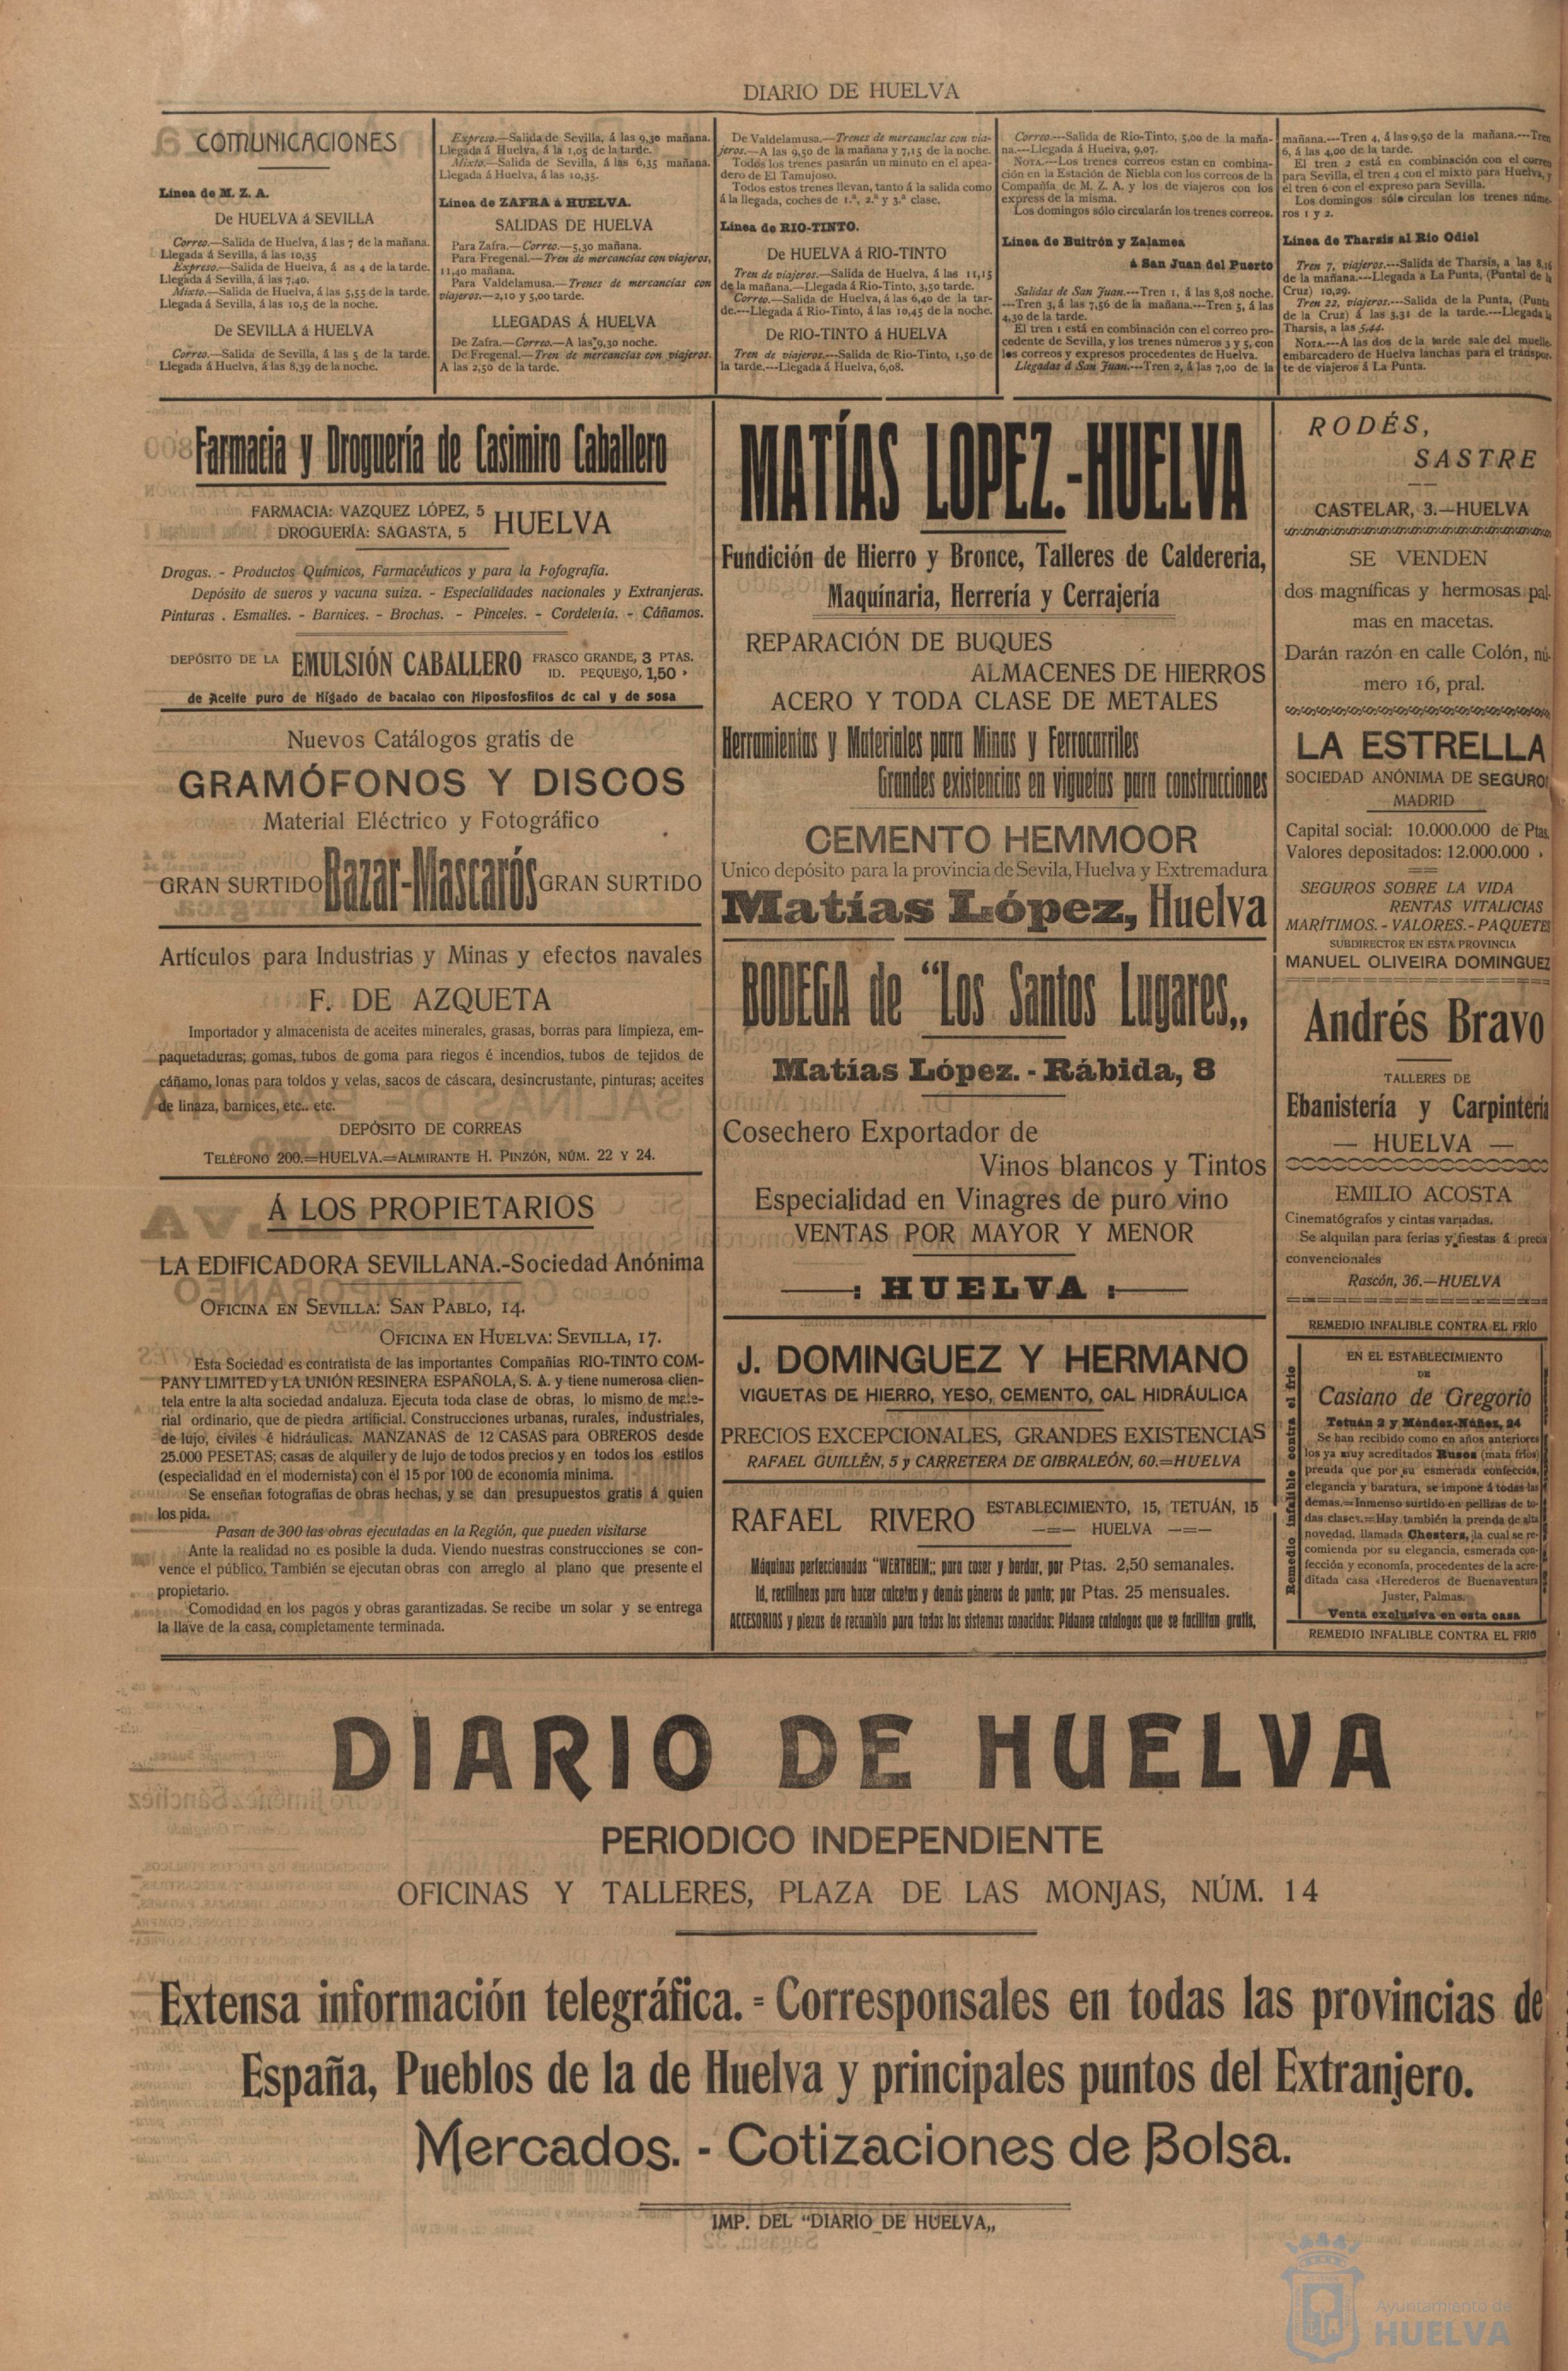 DIARIO DE HUELVA
COMUNICACIONES
Línea de M. Z. A.
De HUELVA á SEVILLA
Correo.—Salida de Huelva, á las 7 de la mañana.
Llegada á Sevilla, á las 10,35
Expreso.—Salida de Huelva, á as 4 de la tarde.
Llegada á Sevilla, á las 7,40.
Mixto.—Salida de Huelva, á las 5,55 de la tarde.
Llegada á Sevilla, á las 10,5 de la noche.
De SEVILLA á HUELVA
Correo.—Salida de Sevilla, á las 5 de la tarde.
Llegada á Huelva, á las 8,39 de la noche.
Expreso.—Salida de Sevilla, á las 9,30 mañana.
Llegada á Huelva, á la 1,05 de la tarde.
Mixto.—Salida de Sevilla, á las 6,35 mañana.
Llegada á Huelva, á las 10,35.
Línea de ZAFRA á HUELVA.
SALIDAS DE HUELVA
Para Zafra.—Correo.—5,30 mañana.
Para Fregenal.—Tren de mercancías con viajeros,
11,40 mañana.
Para Valdelamusa.—Trenes de mercancías con
viajeros.—2,10 y 5,00 tarde.
LLEGADAS Á HUELVA
De Zafra.—Correo.—A las 9,30 noche.
De Fregenal.—Tren de mercancías con viajeros.
A las 2,50 de la tarde.
De Valdelamusa.—Trenes de mercancías con via-
jeros.—A las 9,50 de la mañana y 7,15 de la noche.
Todos los trenes pasarán un minuto en el apea-
dero de El Tamujoso.
Todos estos trenes llevan, tanto á la salida como
á la llegada, coches de 1.ª, 2.ª y 3.ª clase.
Línea de RIO-TINTO.
De HUELVA á RIO-TINTO
Tren de viajeros.—Salida de Huelva, á las 11,15
de la mañana.—Llegada á Rio-Tinto, 3,50 tarde.
Correo.—Salida de Huelva, á las 6,40 de la tar-
de.---Llegada á Rio-Tinto, á las 10,45 de la noche.
De RIO-TINTO á HUELVA
Tren de viajeros.---Salida de Rio-Tinto, 1,50 de
la tarde.---Llegada á Huelva, 6,08.
Correo.---Salida de Rio-Tinto, 5,00 de la maña-
na.---Llegada á Huelva, 9,07.
NOTA.---Los trenes correos estan en combina-
ción en la Estación de Niebla con los correos de la
Compañía de M. Z. A. y los de viajeros con los
express de la misma.
Los domingos sólo circularán los trenes correos.
Línea de Buitrón y Zalamea
á San Juan del Puerto
Salidas de San Juan.---Tren 1, á las 8,08 noche.
---Tren 3, á las 7,56 de la mañana.---Tren 5, á las
4,30 de la tarde.
El tren 1 está en combinación con el correo pro-
cedente de Sevilla, y los trenes números 3 y 5, con
los correos y expresos procedentes de Huelva.
Llegadas á San Juan.---Tren 2, á las 7,00 de la
mañana.---Tren 4, á las 9,50 de la mañana.---Tren
6, á las 4,00 de la tarde.
El tren 2 está en combinación con el correo
para Sevilla, el tren 4 con el mixto para Huelva, y
el tren 6 con el expreso para Sevilla.
Los domingos sólo circulan los trenes núme-
ros 1 y 2.
Línea de Tharsis al Rio Odiel
Tren 7, viajeros.---Salida de Tharsis, a las 8,16
de la mañana.---Llegada a La Punta, (Puntal de la
Cruz) 10,29.
Tren 22, viajeros.---Salida de la Punta, (Punta
de la Cruz) á las 3,31 de la tarde.---Llegada á
Tharsis, a las 5,44.
NOTA.---A las dos de la tarde sale del muelle
embarcadero de Huelva lanchas para el transpor-
te de viajeros á La Punta.
Farmacia y Droguería de Casimiro Caballero
FARMACIA: VAZQUEZ LÓPEZ, 5
DROGUERÍA: SAGASTA, 5 HUELVA
Drogas. - Productos Químicos, Farmacéuticos y para la Fofografía.
Depósito de sueros y vacuna suiza. - Especialidades nacionales y Extranjeras.
Pinturas . Esmaltes. - Barnices. - Brochas. - Pinceles. - Cordelería. - Cáñamos.
DEPÓSITO DE LA EMULSIÓN CABALLERO FRASCO GRANDE, 3 PTAS.
ID. PEQUEÑO, 1,50 »
de Aceite puro de Hígado de bacalao con Hiposfosfitos de cal y de sosa
Nuevos Catálogos gratis de
GRAMÓFONOS Y DISCOS
Material Eléctrico y Fotográfico
GRAN SURTIDO Bazar-Mascarós GRAN SURTIDO
Artículos para Industrias y Minas y efectos navales
F. DE AZQUETA
Importador y almacenista de aceites minerales, grasas, borras para limpieza, em-
paquetaduras; gomas, tubos de goma para riegos é incendios, tubos de tejidos de
cáñamo, lonas para toldos y velas, sacos de cáscara, desincrustante, pinturas; aceites
de linaza, barnices, etc.. etc.
DEPÓSITO DE CORREAS
TELÉFONO 200.=HUELVA.=ALMIRANTE H. PINZÓN, NÚM. 22 Y 24.
Á LOS PROPIETARIOS
LA EDIFICADORA SEVILLANA.-Sociedad Anónima
OFICINA EN SEVILLA: SAN PABLO, 14.
OFICINA EN HUELVA: SEVILLA, 17.
Esta Sociedad es contratista de las importantes Compañías RIO-TINTO COM-
PANY LIMITED y LA UNIÓN RESINERA ESPAÑOLA, S. A. y tiene numerosa clien-
tela entre la alta sociedad andaluza. Ejecuta toda clase de obras, lo mismo de mate-
rial ordinario, que de piedra artificial. Construcciones urbanas, rurales, industriales,
de lujo, civiles é hidráulicas. MANZANAS de 12 CASAS para OBREROS desde
25.000 PESETAS; casas de alquiler y de lujo de todos precios y en todos los estilos
(especialidad en el modernista) con el 15 por 100 de economía mínima.
Se enseñan fotografías de obras hechas, y se dan presupuestos gratis á quien
los pida.
Pasan de 300 las obras ejecutadas en la Región, que pueden visitarse
Ante la realidad no es posible la duda. Viendo nuestras construcciones se con-
vence el público. También se ejecutan obras con arreglo al plano que presente el
propietario.
Comodidad en los pagos y obras garantizadas. Se recibe un solar y se entrega
la llave de la casa, completamente terminada.
MATÍAS LOPEZ.-HUELVA
Fundición de Hierro y Bronce, Talleres de Caldereria,
Maquinaria, Herrería y Cerrajería
REPARACIÓN DE BUQUES
ALMACENES DE HIERROS
ACERO Y TODA CLASE DE METALES
Herramientas y Materiales para Minas y Ferrocarriles
Grandes existencias en viguetas para construcciones
CEMENTO HEMMOOR
Unico depósito para la provincia de Sevila, Huelva y Extremadura
Matías López, Huelva
BODEGA de “Los Santos Lugares„
Matías López. - Rábida, 8
Cosechero Exportador de
Vinos blancos y Tintos
Especialidad en Vinagres de puro vino
VENTAS POR MAYOR Y MENOR
: HUELVA :
J. DOMINGUEZ Y HERMANO
VIGUETAS DE HIERRO, YESO, CEMENTO, CAL HIDRÁULICA
PRECIOS EXCEPCIONALES, GRANDES EXISTENCIAS
RAFAEL GUILLÉN, 5 y CARRETERA DE GIBRALEÓN, 60.=HUELVA
RAFAEL RIVERO ESTABLECIMIENTO, 15, TETUÁN, 15
—=— HUELVA —=—
Máquinas perfeccionadas "WERTHEIM„ para coser y bordar, por Ptas. 2,50 semanales.
Id, rectilíneas para hacer calcetas y demás géneros de punto; por Ptas. 25 mensuales.
ACCESORIOS y piezas de recambio para todos los sistemas conocidos: Pídanse catalogos que se facilitan gratis,
RODÉS,
SASTRE
CASTELAR, 3.—HUELVA
SE VENDEN
dos magníficas y hermosas pal-
mas en macetas.
Darán razón en calle Colón, nú-
mero 16, pral.
LA ESTRELLA
SOCIEDAD ANÓNIMA DE SEGURO
MADRID
Capital social: 10.000.000 de Ptas.
Valores depositados: 12.000.000 »
SEGUROS SOBRE LA VIDA
RENTAS VITALICIAS
MARÍTIMOS.-VALORES.-PAQUETES
SUBDIRECTOR EN ESTA PROVINCIA
MANUEL OLIVEIRA DOMINGUEZ
Andrés Bravo
TALLERES DE
Ebanistería y Carpintería
— HUELVA —
EMILIO ACOSTA
Cinematógrafos y cintas variadas.
Se alquilan para ferias y fiestas á precio
convencionales
Rascón, 36.—HUELVA
REMEDIO INFALIBLE CONTRA EL FRÍO
Remedio infalible contra el frío
EN EL ESTABLECIMIENTO
DE
Casiano de Gregorio
Tetuán 2 y Méndez-Núñez, 24
Se han recibido como en años anteriores
los ya muy acreditados Rusos (mata fríos)
prenda que por su esmerada confección,
elegancia y baratura, se impone á todas las
demás.=Inmenso surtido en pellizas de to-
das clases.=Hay también la prenda de alta
novedad, llamada Chesters, la cual se re-
comienda por su elegancia, esmerada con-
fección y economía, procedentes de la acre-
ditada casa «Herederos de Buenaventura
Juster, Palmas.
Venta exclusiva en esta casa
REMEDIO INFALIBLE CONTRA EL FRIO
DIARIO DE HUELVA
PERIODICO INDEPENDIENTE
OFICINAS Y TALLERES, PLAZA DE LAS MONJAS, NÚM. 14
Extensa información telegráfica. - Corresponsales en todas las provincias de
España, Pueblos de la de Huelva y principales puntos del Extranjero.
Mercados. - Cotizaciones de Bolsa.
IMP. DEL “DIARIO DE HUELVA„
Ayuntamiento de
HUELVA